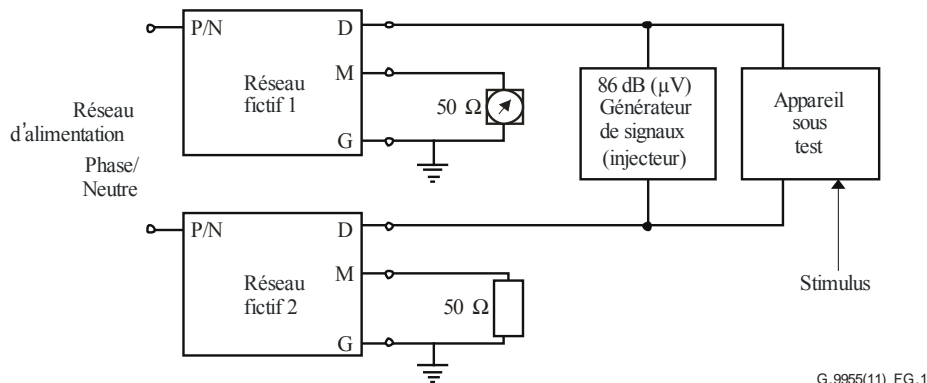 P/N
D
M
G
Réseau
fictif 1
50 Ω
Réseau
d'alimentation
Phase/
Neutre
86 dB (µV)
Générateur
de signaux
(injecteur)
Appareil
sous
test
P/N
D
M
G
Réseau
fictif 2
50 Ω
Stimulus
G.9955(11)_FG.1